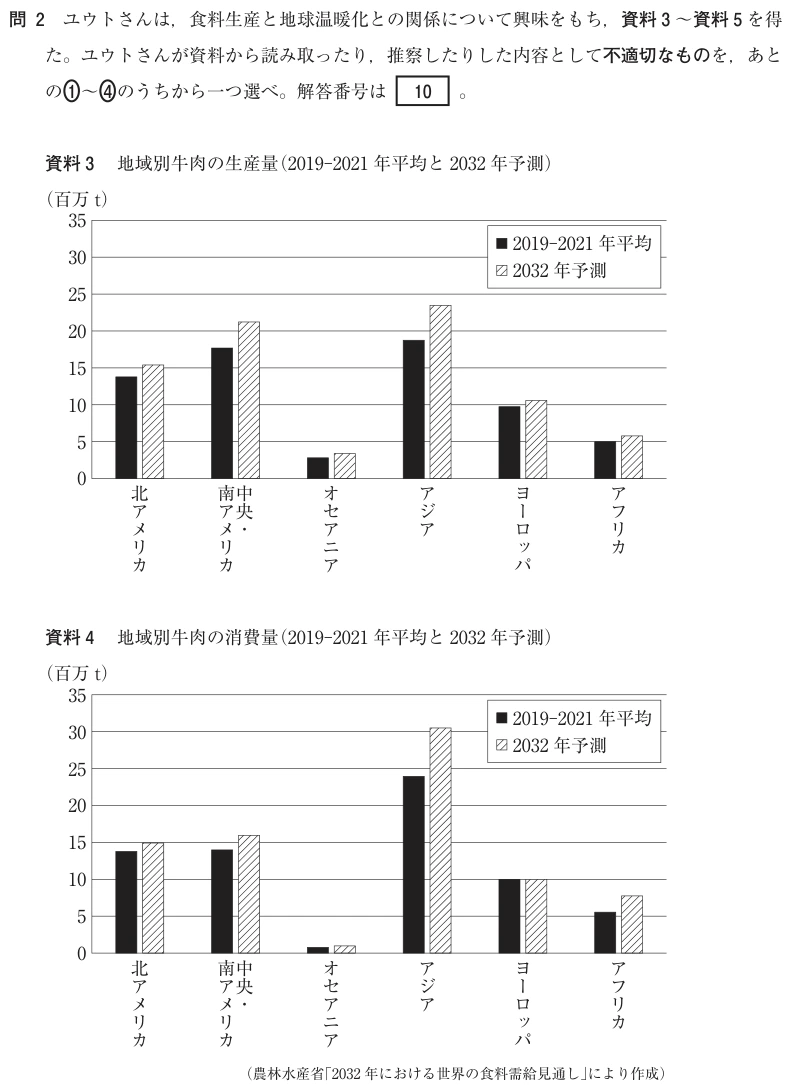 問 2 ユウトさんは，食料生産と地球温暖化との関係について興味をもち，資料 3 ～資料 5 を得
た。ユウトさんが資料から読み取ったり，推察したりした内容として不適切なものを，あと
の①～④のうちから一つ選べ。解答番号は 10 。
資料 3 地域別牛肉の生産量(2019-2021 年平均と 2032 年予測)
(百万 t)
35
30
25
20
15
10
5
0
2019-2021 年平均
2032 年予測
北アメリカ
中央・南アメリカ
オセアニア
アジア
ヨーロッパ
アフリカ
資料 4 地域別牛肉の消費量(2019-2021 年平均と 2032 年予測)
(百万 t)
35
30
25
20
15
10
5
0
2019-2021 年平均
2032 年予測
北アメリカ
中央・南アメリカ
オセアニア
アジア
ヨーロッパ
アフリカ
(農林水産省「2032 年における世界の食料需給見通し」により作成)